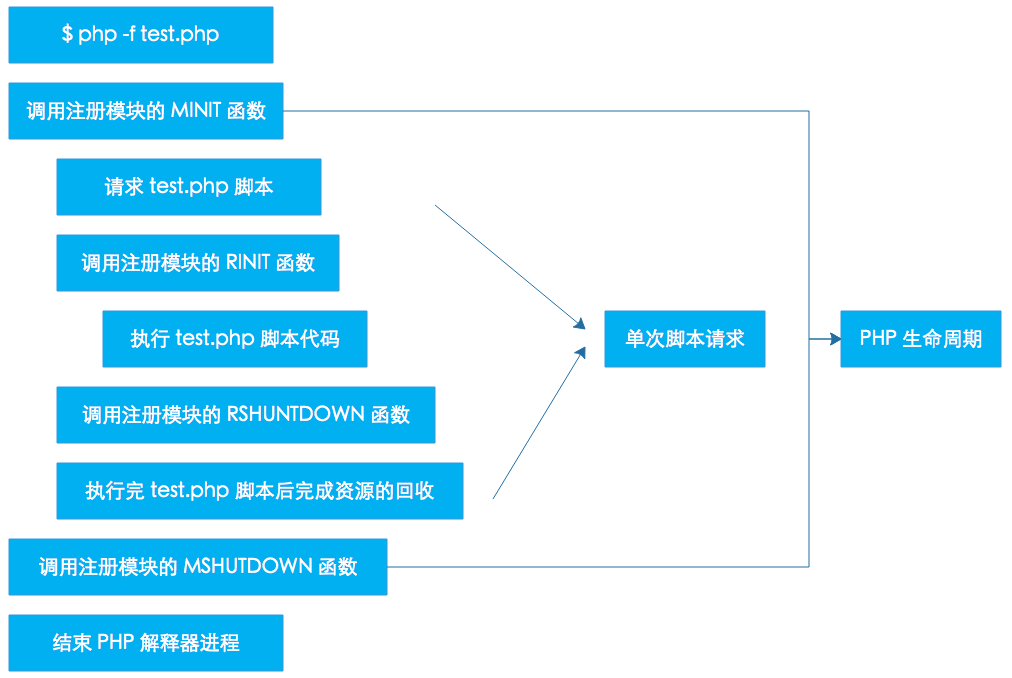 $ php -f test.php
调用注册模块的 MINIT 函数
请求 test.php 脚本
调用注册模块的 RINIT 函数
执行 test.php 脚本代码
单次脚本请求
PHP 生命周期
调用注册模块的 RSHUNTDOWN 函数
执行完 test.php 脚本后完成资源的回收
调用注册模块的 MSHUTDOWN 函数
结束 PHP 解释器进程